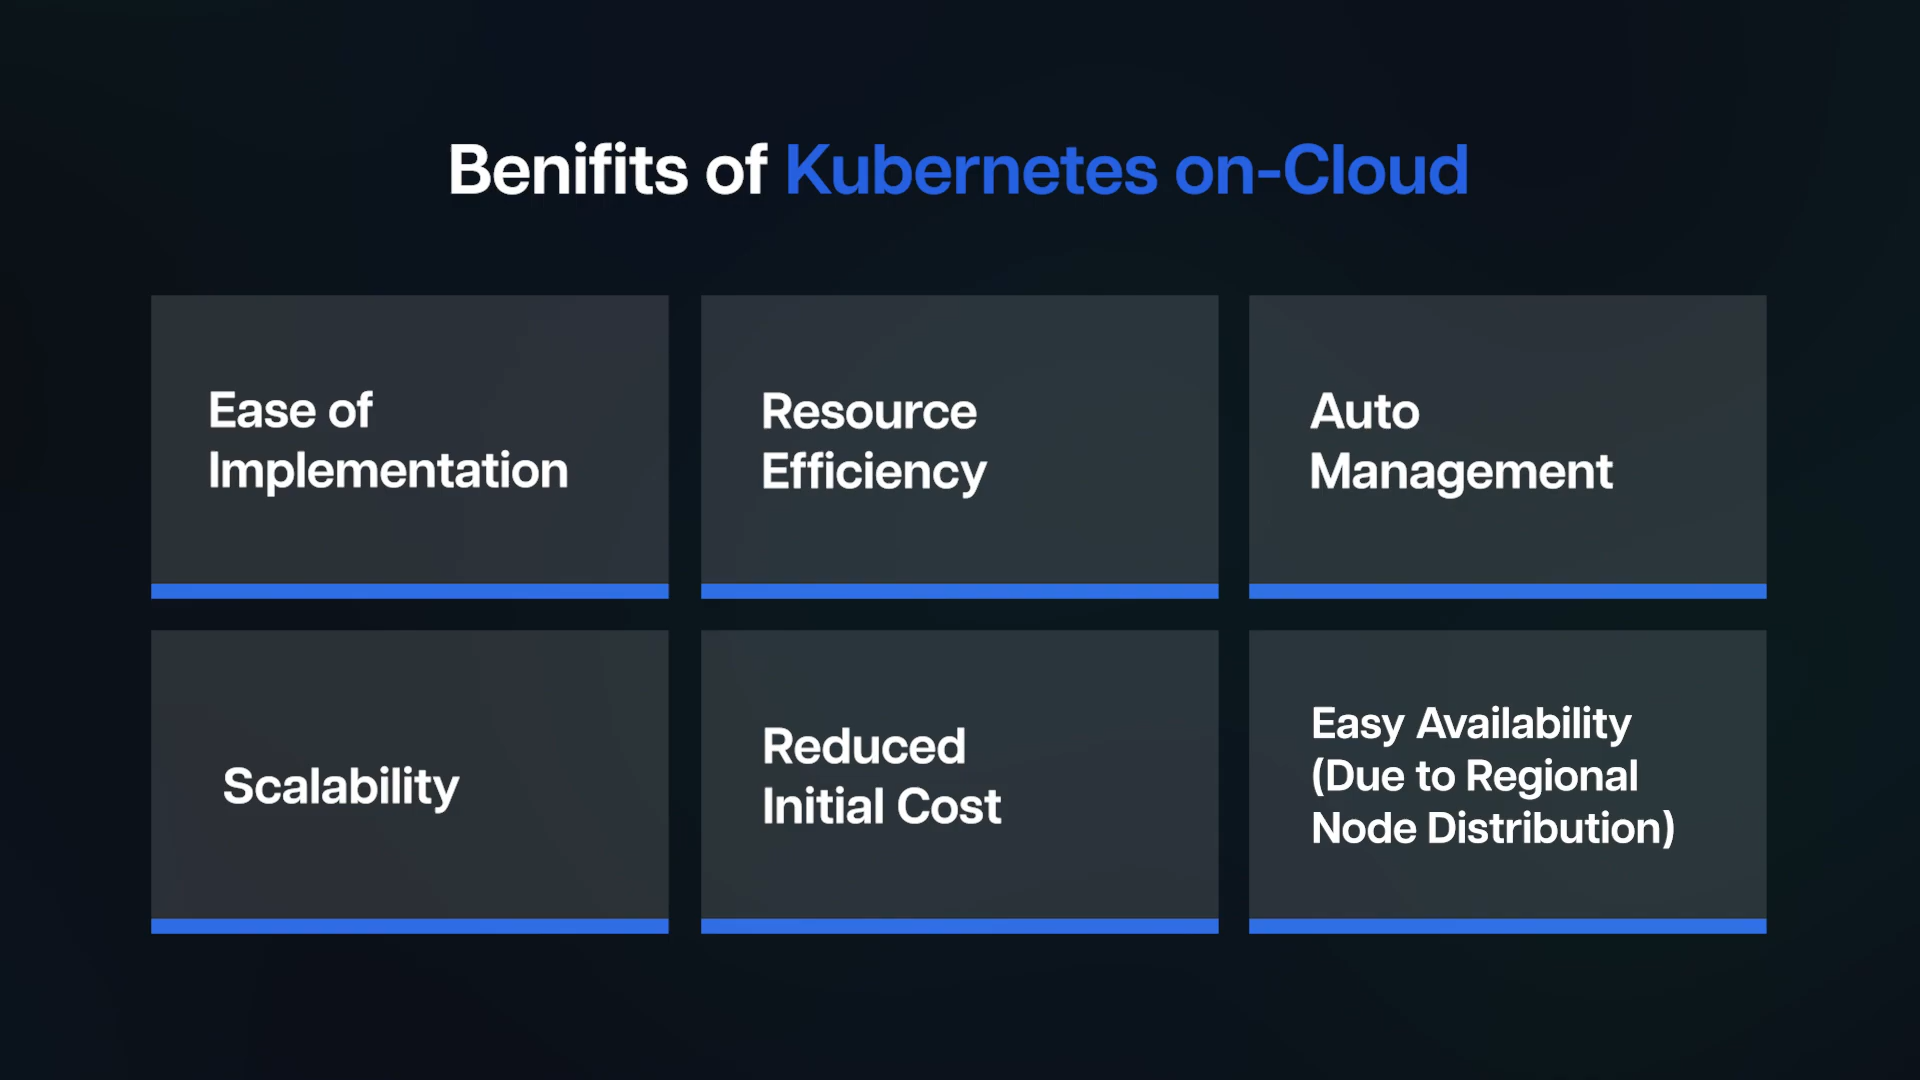 Benifits of Kubernetes on-Cloud
Ease of
Implementation
Resource
Efficiency
Auto
Management
Scalability
Reduced
Initial Cost
Easy Availability
(Due to Regional
Node Distribution)